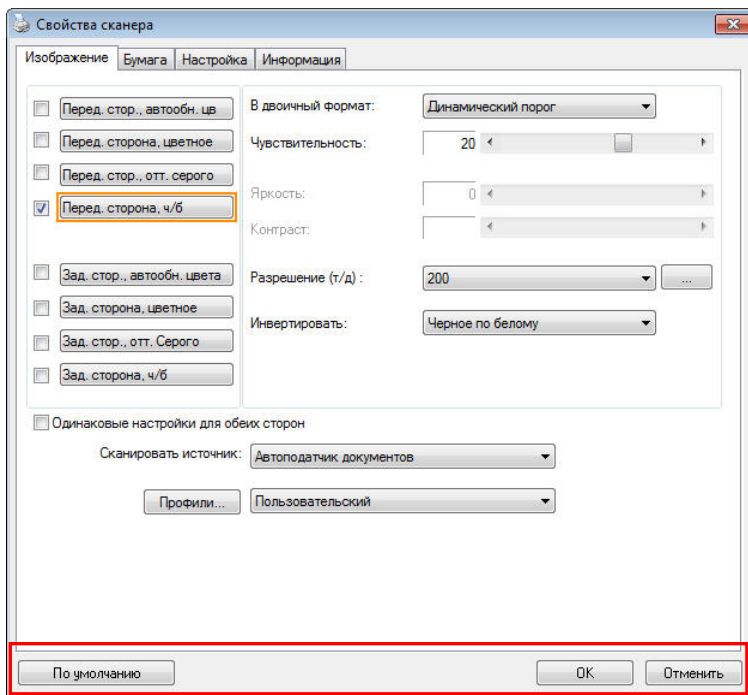 Свойства сканера
Изображение Бумага Настройка Информация
Перед. стор., автообн. цв
Перед. сторона, цветное
Перед. стор., отт. серого
Перед. сторона, ч/б
Зад. стор., автообн. цвета
Зад. сторона, цветное
Зад. стор., отт. Серого
Зад. сторона, ч/б
В двоичный формат: Динамический порог
Чувствительность: 20
Яркость: 0
Контраст:
Разрешение (т/д) : 200 ...
Инвертировать: Черное по белому
Одинаковые настройки для обеих сторон
Сканировать источник: Автоподатчик документов
Профили... Пользовательский
По умолчанию OK Отменить